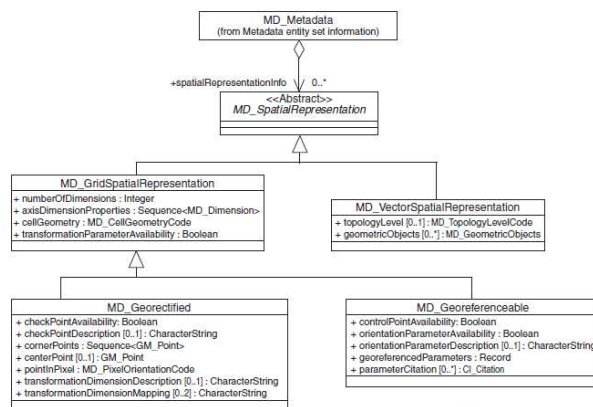 MD_Metadata
(from Metadata entity set information)
+spatialRepresentationInfo
0..*
<<Abstract>>
MD_SpatialRepresentation
MD_GridSpatialRepresentation
+ numberOfDimensions : Integer
+ axisDimensionProperties : Sequence<MD_Dimension>
+ cellGeometry : MD_CellGeometryCode
+ transformationParameterAvailability : Boolean
MD_VectorSpatialRepresentation
+ topologyLevel [0..1] : MD_TopologyLevelCode
+ geometricObjects [0..*] : MD_GeometricObjects
MD_Georectified
+ checkPointAvailability: Boolean
+ checkPointDescription [0..1] : CharacterString
+ cornerPoints : Sequence<GM_Point>
+ centerPoint [0..1] : GM_Point
+ pointInPixel : MD_PixelOrientationCode
+ transformationDimensionDescription [0..1] : CharacterString
+ transformationDimensionMapping [0..2] : CharacterString
MD_Georeferenceable
+ controlPointAvailability: Boolean
+ orientationParameterAvailability : Boolean
+ orientationParameterDescription [0..1] : CharacterString
+ georeferencedParameters : Record
+ parameterCitation [0..*] : CI_Citation